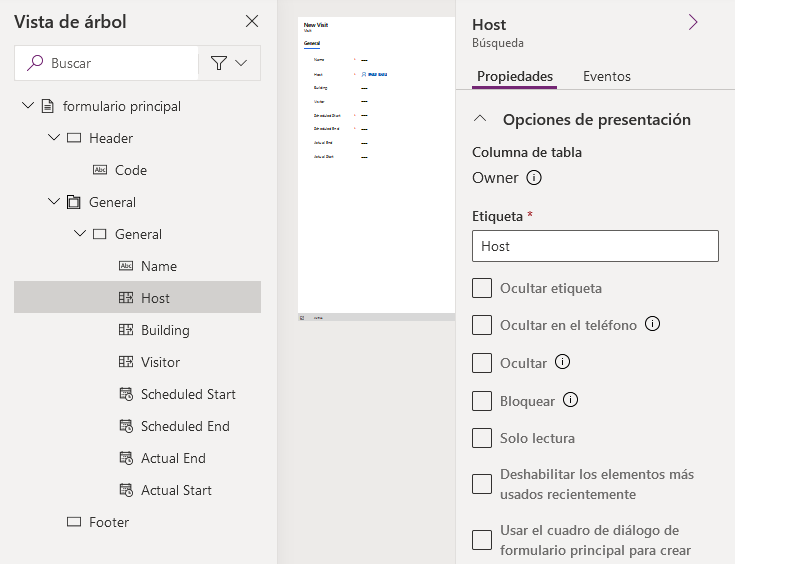 Vista de árbol
Buscar
formulario principal
Header
Abc Code
General
General
Abc Name
Host
Building
Visitor
Scheduled Start
Scheduled End
Actual End
Actual Start
Footer
New Visit
Visit
General
Name * ---
Host *
Building ---
Visitor ---
Scheduled Start * ---
Scheduled End * ---
Actual End ---
Actual Start ---
Host
Búsqueda
Propiedades Eventos
Opciones de presentación
Columna de tabla
Owner
Etiqueta *
Host
Ocultar etiqueta
Ocultar en el teléfono
Ocultar
Bloquear
Solo lectura
Deshabilitar los elementos más
usados recientemente
Usar el cuadro de diálogo de
formulario principal para crear